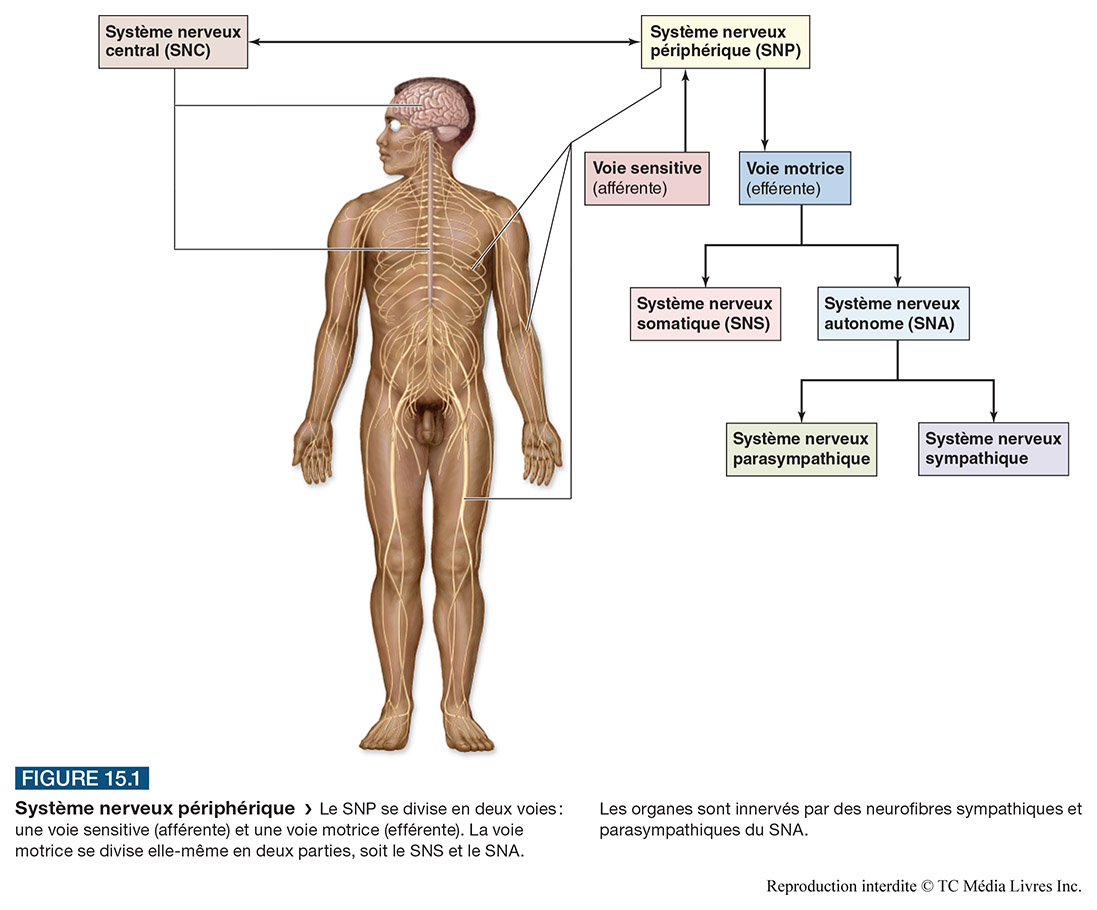 Système nerveux
central (SNC)
Système nerveux
périphérique (SNP)
Voie sensitive
(afférente)
Voie motrice
(efférente)
Système nerveux
somatique (SNS)
Système nerveux
autonome (SNA)
Système nerveux
parasympathique
Système nerveux
sympathique
FIGURE 15.1
Système nerveux périphérique › Le SNP se divise en deux voies :
une voie sensitive (afférente) et une voie motrice (efférente). La voie
motrice se divise elle-même en deux parties, soit le SNS et le SNA.
Les organes sont innervés par des neurofibres sympathiques et
parasympathiques du SNA.
Reproduction interdite © TC Média Livres Inc.